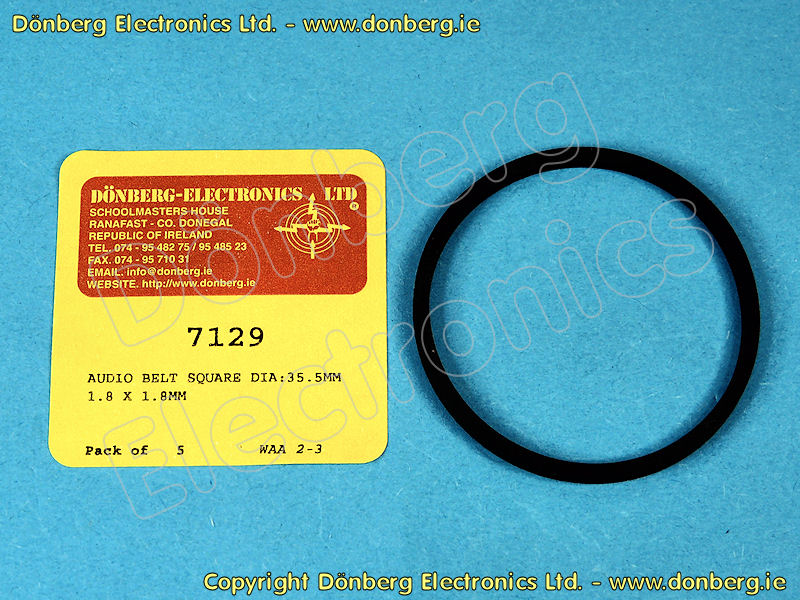 Dönberg Electronics Ltd. - www.donberg.ie
DÖNBERG-ELECTRONICS LTD
®
SCHOOLMASTERS HOUSE
RANAFAST - CO. DONEGAL
REPUBLIC OF IRELAND
TEL. 074 - 95 482 75 / 95 485 23
FAX. 074 - 95 710 31
EMAIL. info@donberg.ie
WEBSITE. http://www.donberg.ie
7129
AUDIO BELT SQUARE DIA:35.5MM
1.8 X 1.8MM
Pack of 5 WAA 2-3
Dönberg
Electronics
Copyright Dönberg Electronics Ltd. - www.donberg.ie